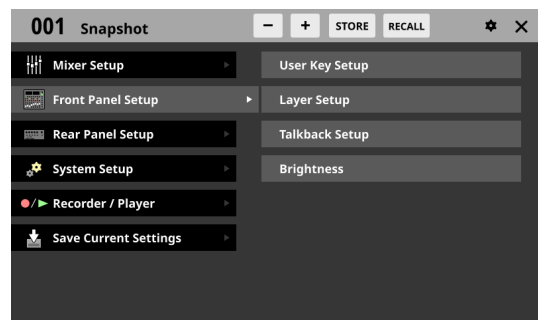 001 Snapshot − + STORE RECALL
Mixer Setup
User Key Setup
Front Panel Setup
Layer Setup
Rear Panel Setup
Talkback Setup
System Setup
Brightness
Recorder / Player
Save Current Settings